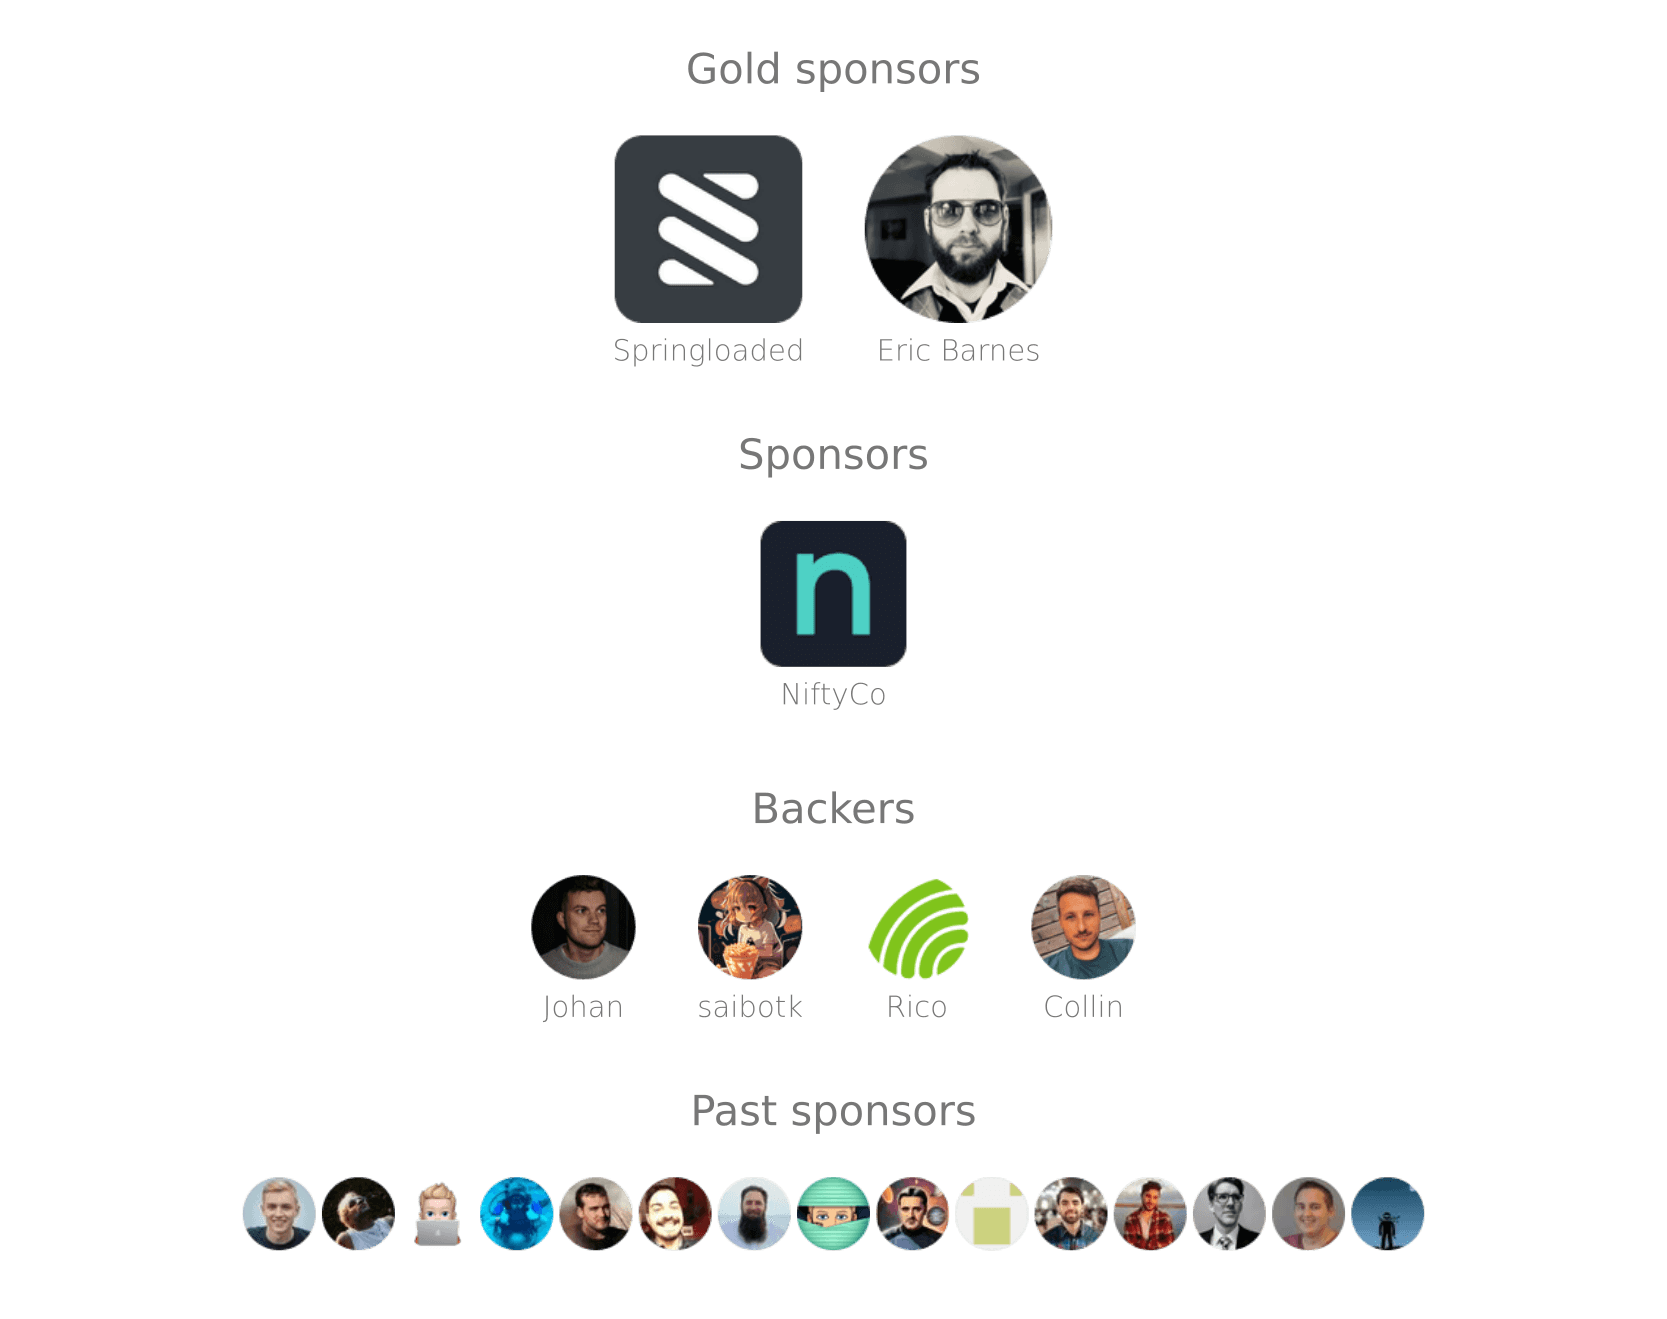 Gold sponsors
Springloaded
Eric Barnes
Sponsors
n
NiftyCo
Backers
Johan
saibotk
Rico
Collin
Past sponsors